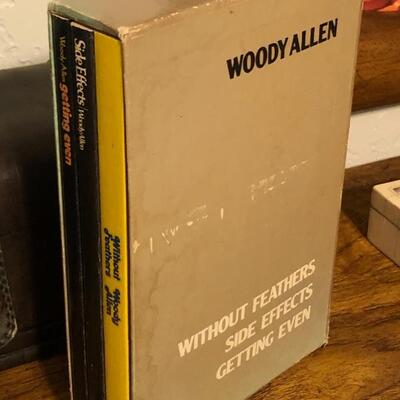 Woody Allen getting even
Side Effects / Woody Allen
Without Feathers Woody Allen
WOODY ALLEN
WITHOUT FEATHERS
SIDE EFFECTS
GETTING EVEN